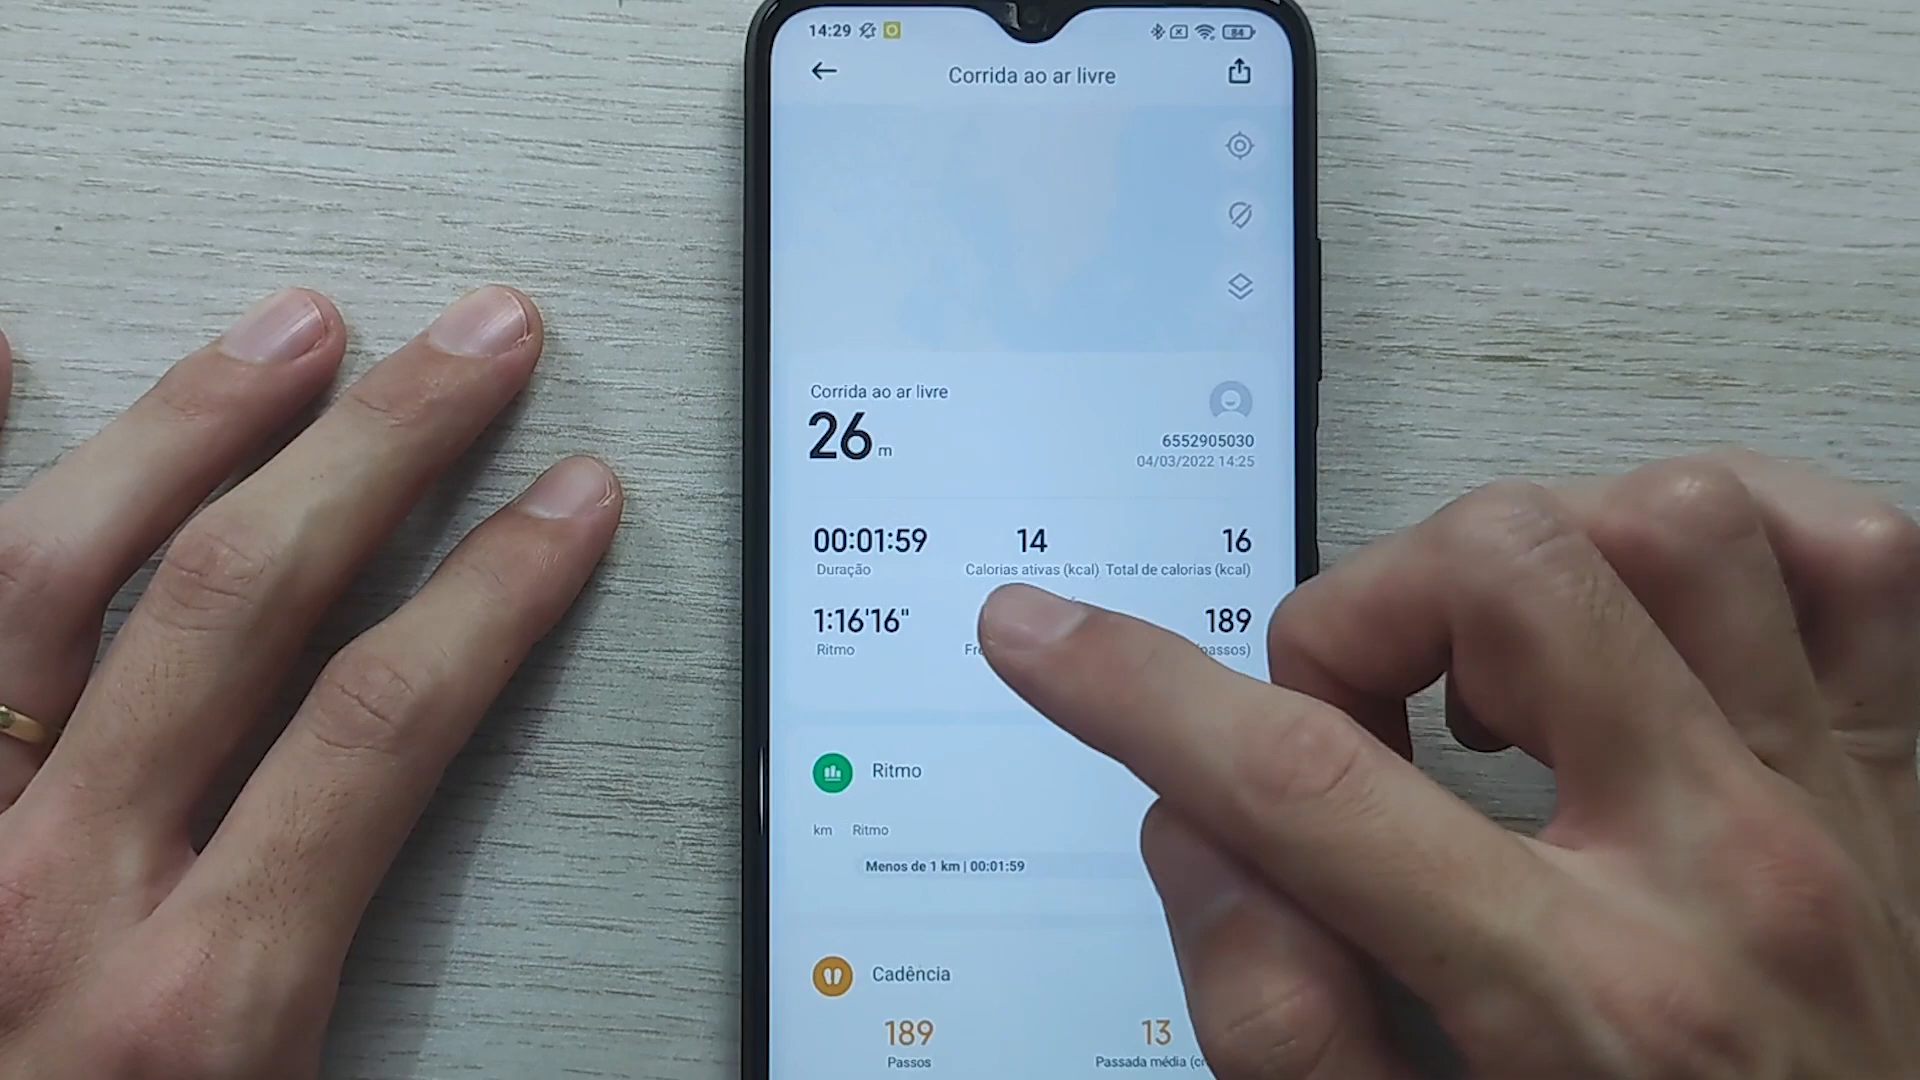 14:29
84
Corrida ao ar livre
Corrida ao ar livre
26 m
6552905030
04/03/2022 14:25
00:01:59 14 16
Duração Calorias ativas (kcal) Total de calorias (kcal)
1:16'16" 189
Ritmo passos)
Ritmo
km Ritmo
Menos de 1 km | 00:01:59
Cadência
189 13
Passos Passada média